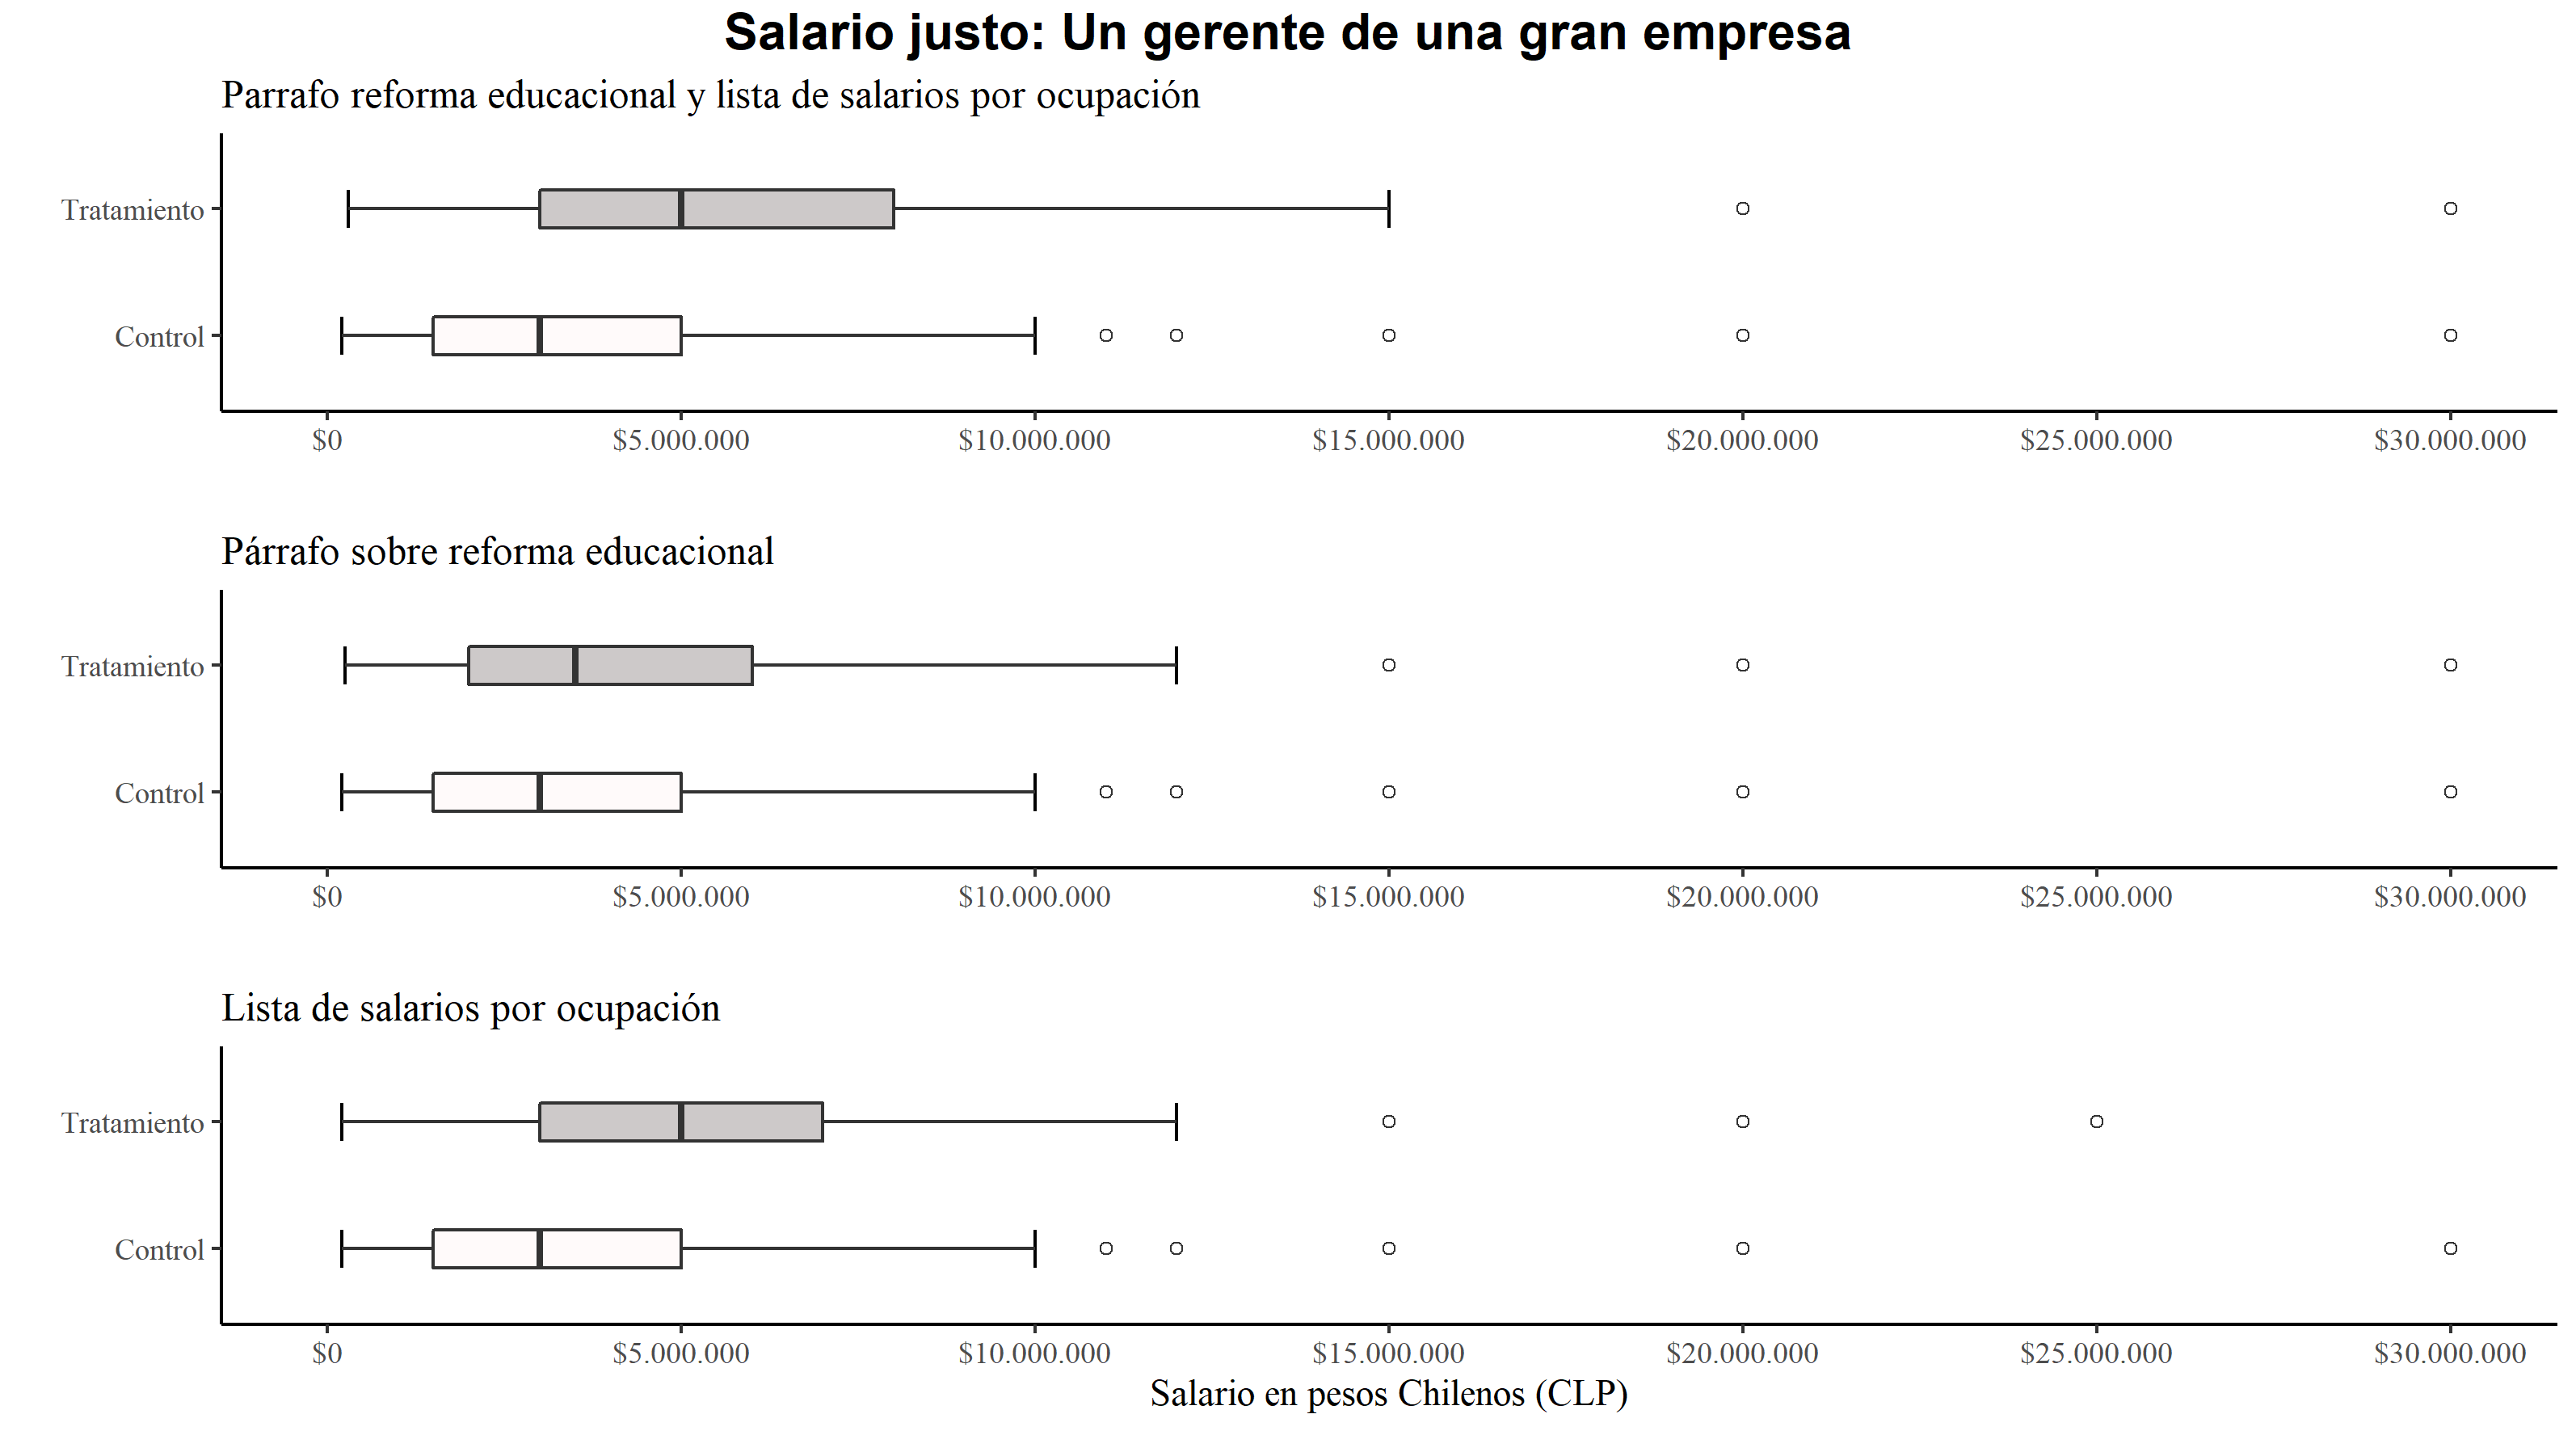 Salario justo: Un gerente de una gran empresa
Parrafo reforma educacional y lista de salarios por ocupación
Tratamiento
Control
$0 $5.000.000 $10.000.000 $15.000.000 $20.000.000 $25.000.000 $30.000.000
Párrafo sobre reforma educacional
Tratamiento
Control
$0 $5.000.000 $10.000.000 $15.000.000 $20.000.000 $25.000.000 $30.000.000
Lista de salarios por ocupación
Tratamiento
Control
$0 $5.000.000 $10.000.000 $15.000.000 $20.000.000 $25.000.000 $30.000.000
Salario en pesos Chilenos (CLP)